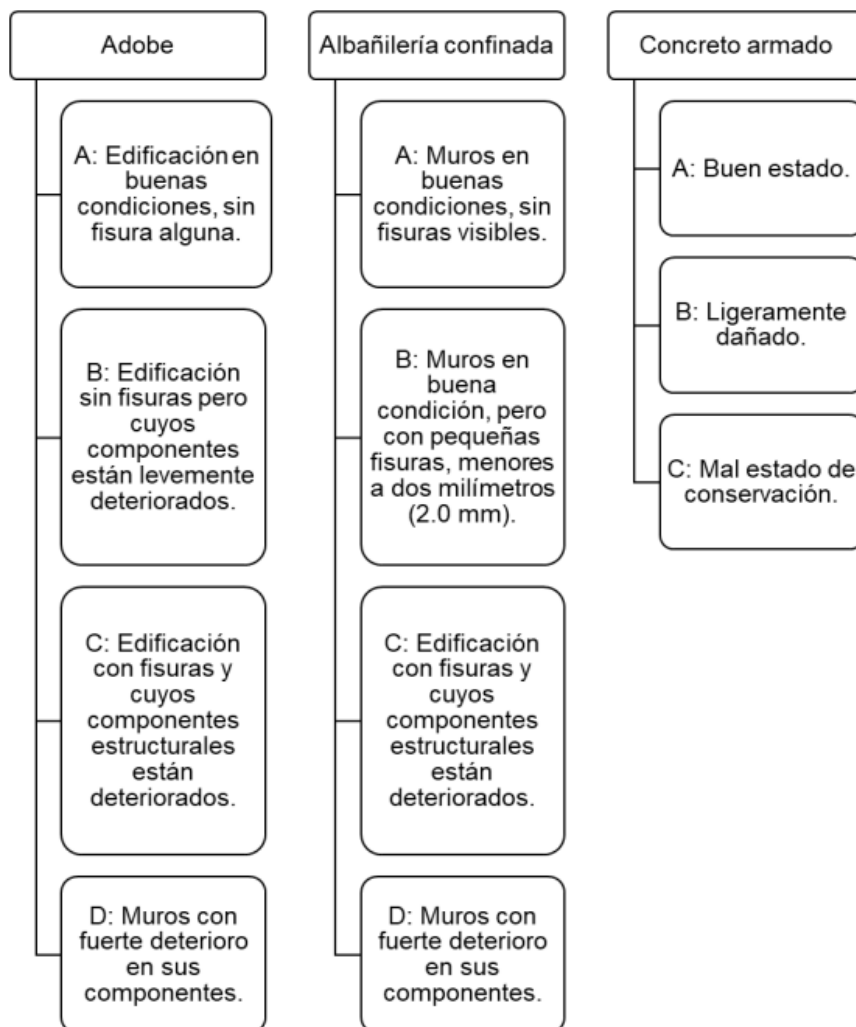 Adobe
A: Edificación en
buenas
condiciones, sin
fisura alguna.
B: Edificación
sin fisuras pero
cuyos
componentes
están levemente
deteriorados.
C: Edificación
con fisuras y
cuyos
componentes
estructurales
están
deteriorados.
D: Muros con
fuerte deterioro
en sus
componentes.
Albañilería confinada
A: Muros en
buenas
condiciones, sin
fisuras visibles.
B: Muros en
buena
condición, pero
con pequeñas
fisuras, menores
a dos milímetros
(2.0 mm).
C: Edificación
con fisuras y
cuyos
componentes
estructurales
están
deteriorados.
D: Muros con
fuerte deterioro
en sus
componentes.
Concreto armado
A: Buen estado.
B: Ligeramente
dañado.
C: Mal estado de
conservación.